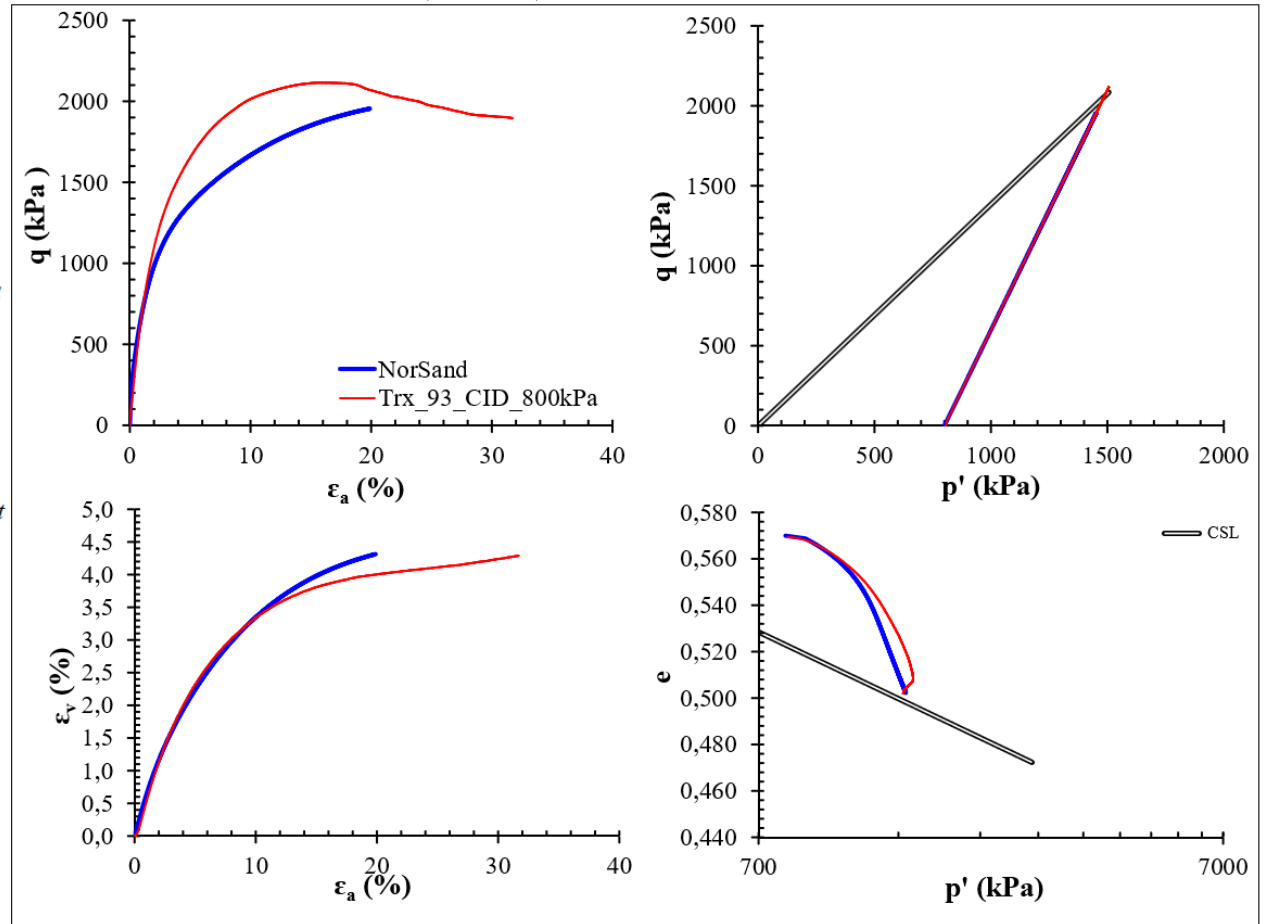 2500
2000
1500
1000
500
0
q (kPa )
NorSand
Trx_93_CID_800kPa
0 10 20 30 40
εa (%)
2500
2000
1500
1000
500
0
q (kPa)
0 500 1000 1500 2000
p' (kPa)
t
5,0
4,5
4,0
3,5
3,0
2,5
2,0
1,5
1,0
0,5
0,0
εv (%)
0 10 20 30 40
εa (%)
0,580
0,560
0,540
0,520
0,500
0,480
0,460
0,440
e
CSL
700 7000
p' (kPa)